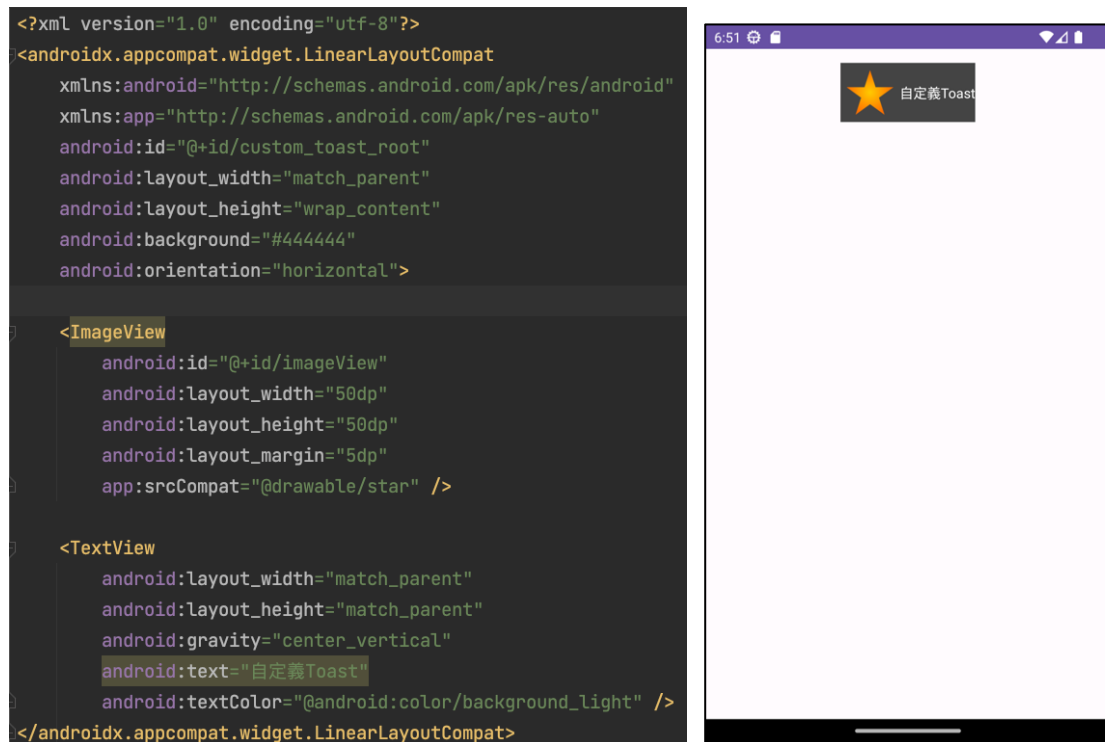 <?xml version="1.0" encoding="utf-8"?>
<androidx.appcompat.widget.LinearLayoutCompat
    xmlns:android="http://schemas.android.com/apk/res/android"
    xmlns:app="http://schemas.android.com/apk/res-auto"
    android:id="@+id/custom_toast_root"
    android:layout_width="match_parent"
    android:layout_height="wrap_content"
    android:background="#444444"
    android:orientation="horizontal">
    <ImageView
        android:id="@+id/imageView"
        android:layout_width="50dp"
        android:layout_height="50dp"
        android:layout_margin="5dp"
        app:srcCompat="@drawable/star" />
    <TextView
        android:layout_width="match_parent"
        android:layout_height="match_parent"
        android:gravity="center_vertical"
        android:text="自定義Toast"
        android:textColor="@android:color/background_light" />
</androidx.appcompat.widget.LinearLayoutCompat>
6:51
自定義Toast